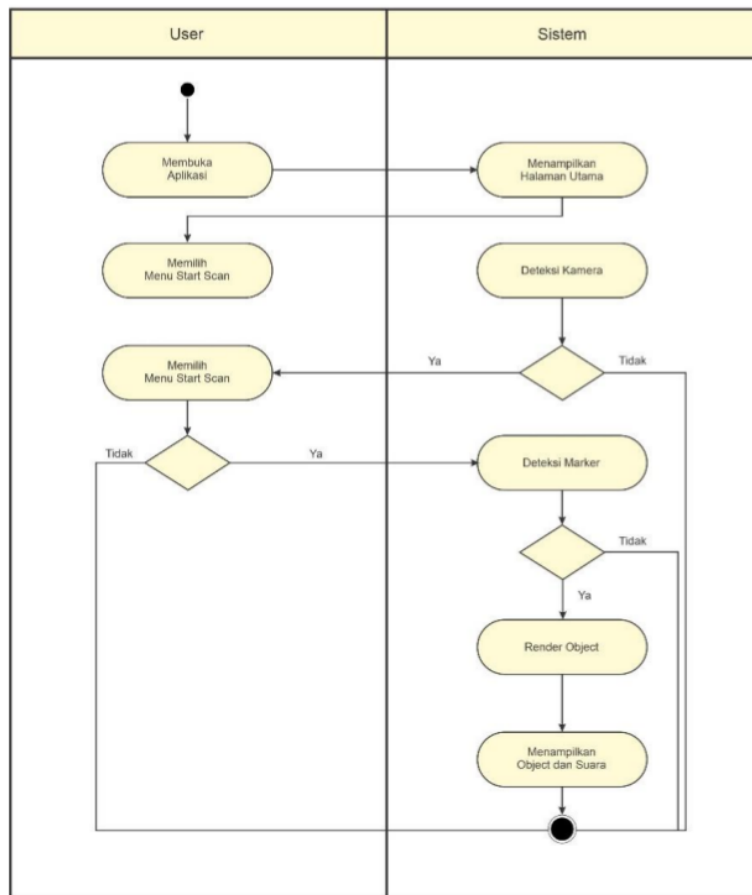 User
Sistem
Membuka
Aplikasi
Menampilkan
Halaman Utama
Memilih
Menu Start Scan
Deteksi Kamera
Memilih
Menu Start Scan
Ya
Tidak
Tidak
Ya
Deteksi Marker
Tidak
Ya
Render Object
Menampilkan
Object dan Suara